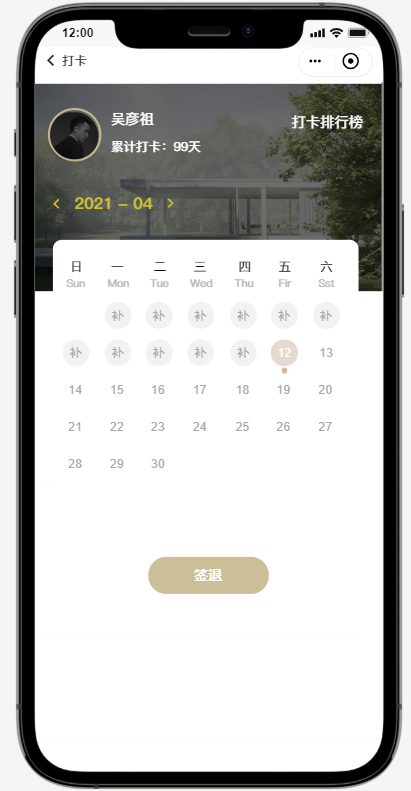 12:00
打卡
吴彦祖
打卡排行榜
累计打卡：99天
2021 – 04
日 一 二 三 四 五 六
Sun Mon Tue Wed Thu Fir Sst
补 补 补 补 补 补
补 补 补 补 补 12 13
14 15 16 17 18 19 20
21 22 23 24 25 26 27
28 29 30
签退